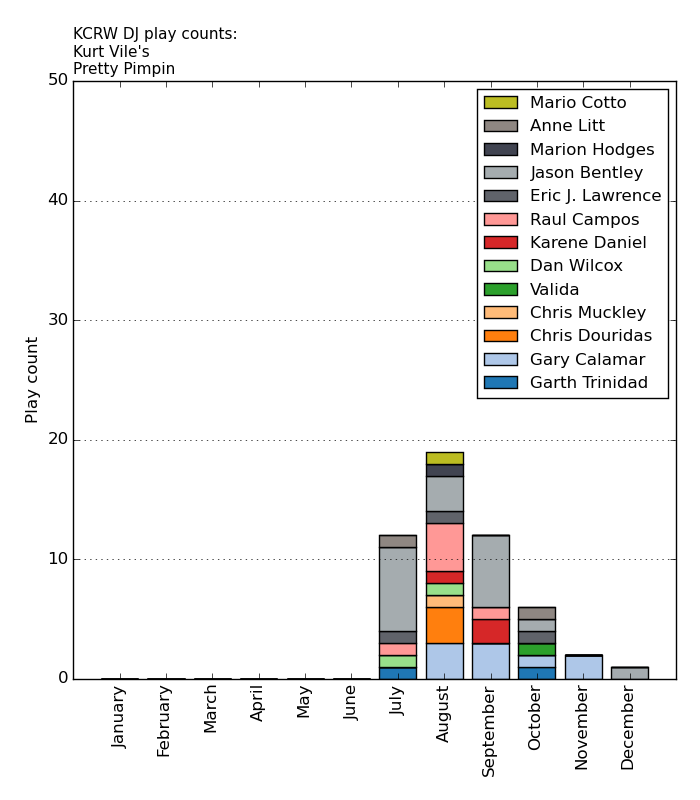 KCRW DJ play counts:
Kurt Vile's
Pretty Pimpin
50
40
30
20
10
0
Play count
Mario Cotto
Anne Litt
Marion Hodges
Jason Bentley
Eric J. Lawrence
Raul Campos
Karene Daniel
Dan Wilcox
Valida
Chris Muckley
Chris Douridas
Gary Calamar
Garth Trinidad
January
February
March
April
May
June
July
August
September
October
November
December